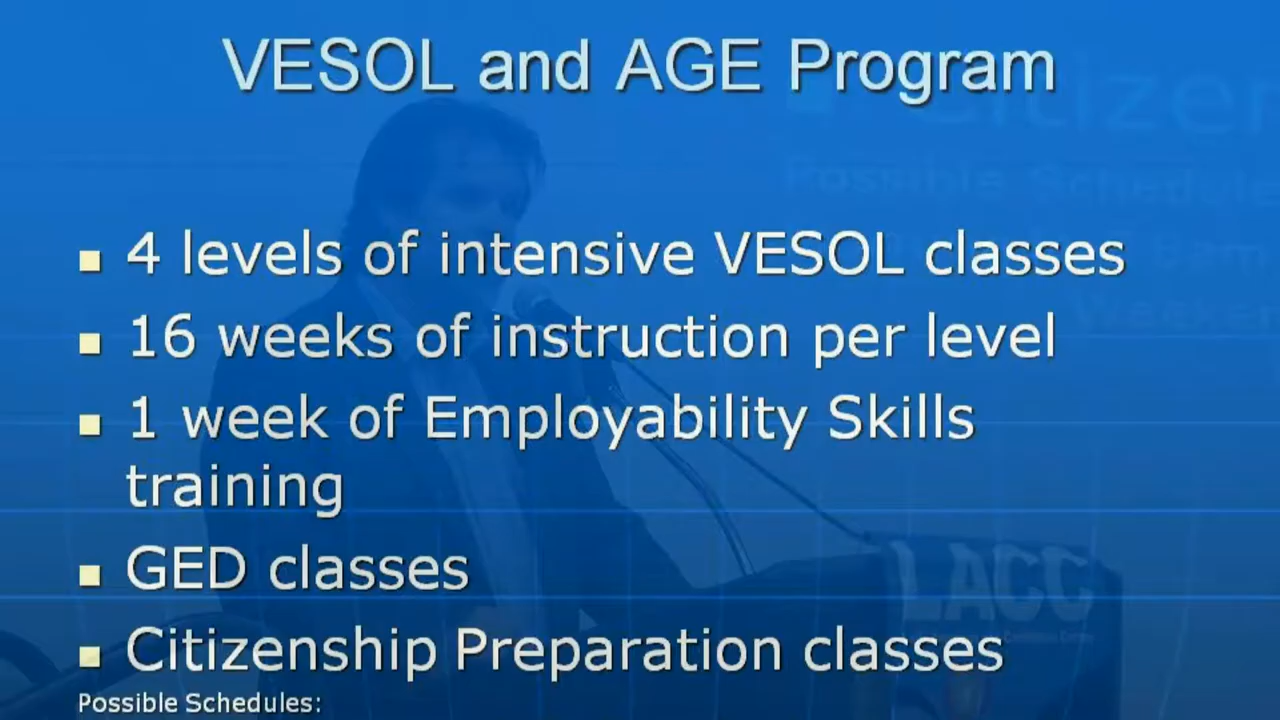 VESOL and AGE Program
4 levels of intensive VESOL classes
16 weeks of instruction per level
1 week of Employability Skills
training
GED classes
Citizenship Preparation classes
Possible Schedules:
LACC